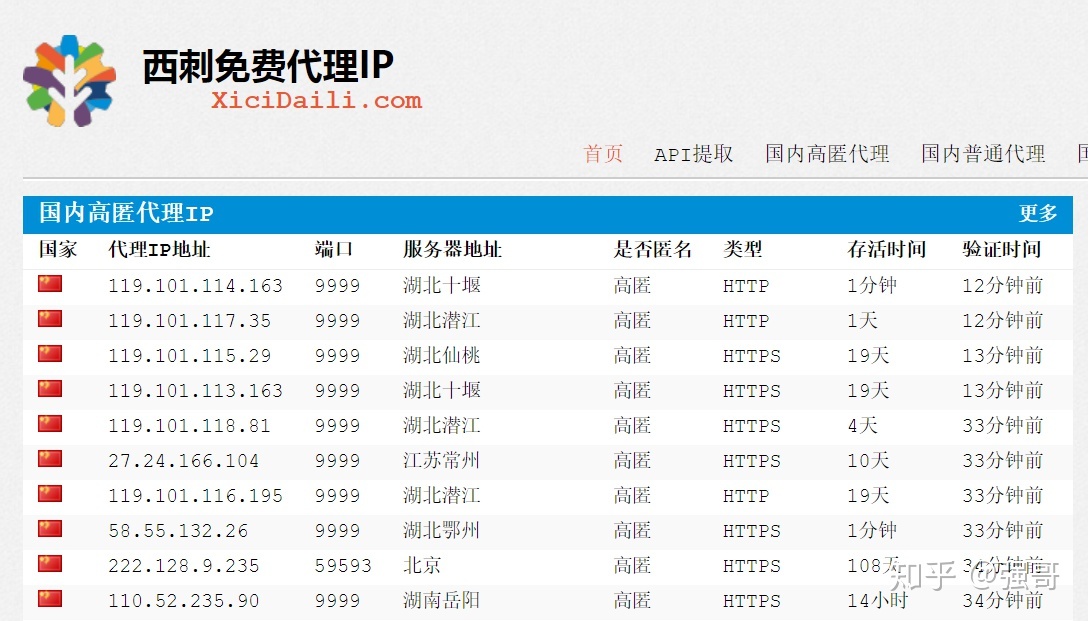 西刺免费代理IP
XiciDaili.com
首页 API提取 国内高匿代理 国内普通代理
国内高匿代理IP 更多
国家 代理IP地址 端口 服务器地址 是否匿名 类型 存活时间 验证时间
119.101.114.163 9999 湖北十堰 高匿 HTTP 1分钟 12分钟前
119.101.117.35 9999 湖北潜江 高匿 HTTP 1天 12分钟前
119.101.115.29 9999 湖北仙桃 高匿 HTTPS 19天 13分钟前
119.101.113.163 9999 湖北十堰 高匿 HTTPS 19天 13分钟前
119.101.118.81 9999 湖北潜江 高匿 HTTPS 4天 33分钟前
27.24.166.104 9999 江苏常州 高匿 HTTPS 10天 33分钟前
119.101.116.195 9999 湖北潜江 高匿 HTTP 19天 33分钟前
58.55.132.26 9999 湖北鄂州 高匿 HTTPS 1分钟 33分钟前
222.128.9.235 59593 北京 高匿 HTTPS 108天 34分钟前
110.52.235.90 9999 湖南岳阳 高匿 HTTPS 14小时 34分钟前
知乎 @强哥